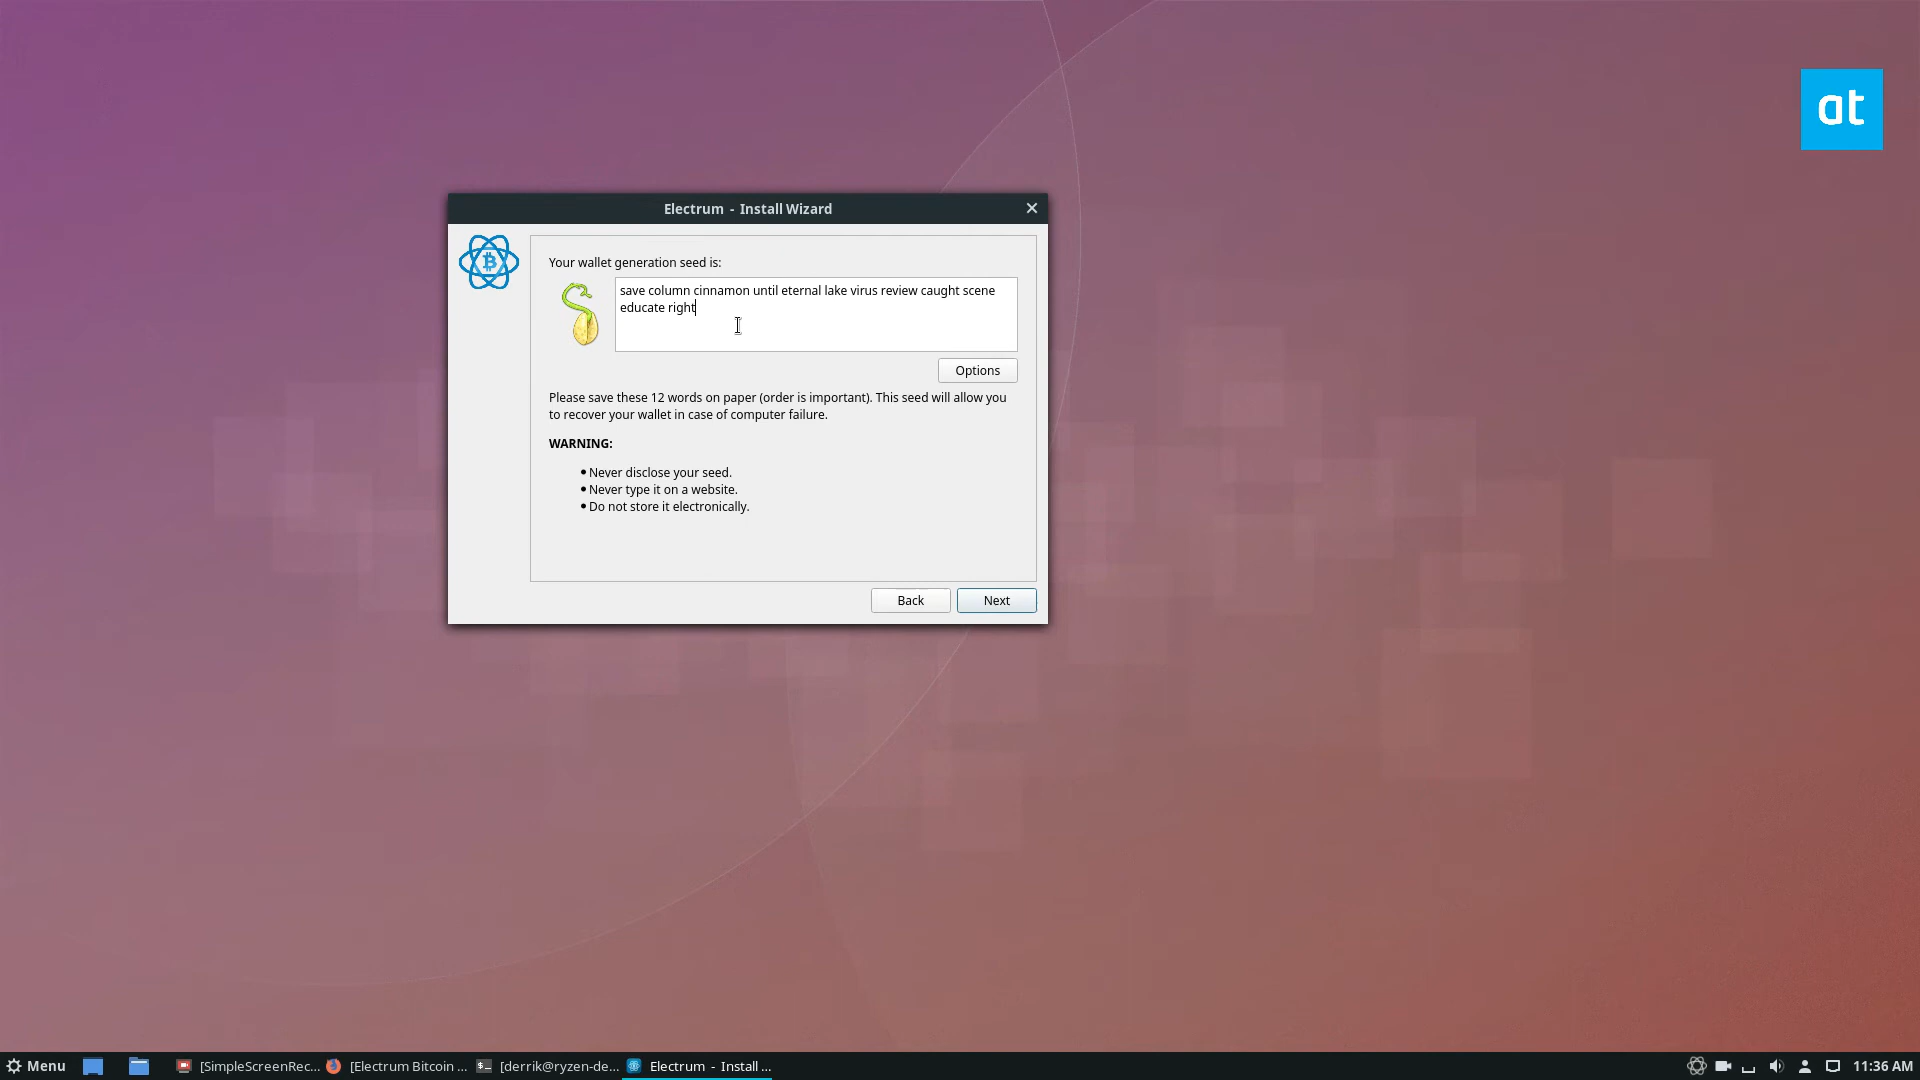 at
Electrum - Install Wizard
Your wallet generation seed is:
save column cinnamon until eternal lake virus review caught scene
educate right
Options
Please save these 12 words on paper (order is important). This seed will allow you
to recover your wallet in case of computer failure.
WARNING:
Never disclose your seed.
Never type it on a website.
Do not store it electronically.
Back Next
Menu [SimpleScreenRec... [Electrum Bitcoin ... [derrik@ryzen-de... Electrum - Install ... 11:36 AM